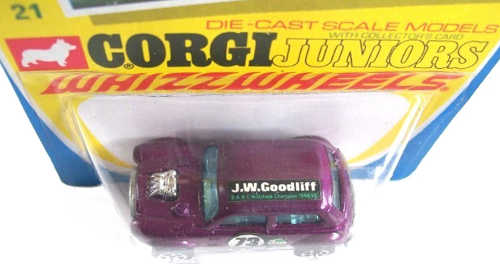 21
DIE-CAST SCALE MODELS
WITH COLLECTOR'S CARD
CORGI JUNIORS
®
WHIZZWHEELS
J.W.Goodliff
73